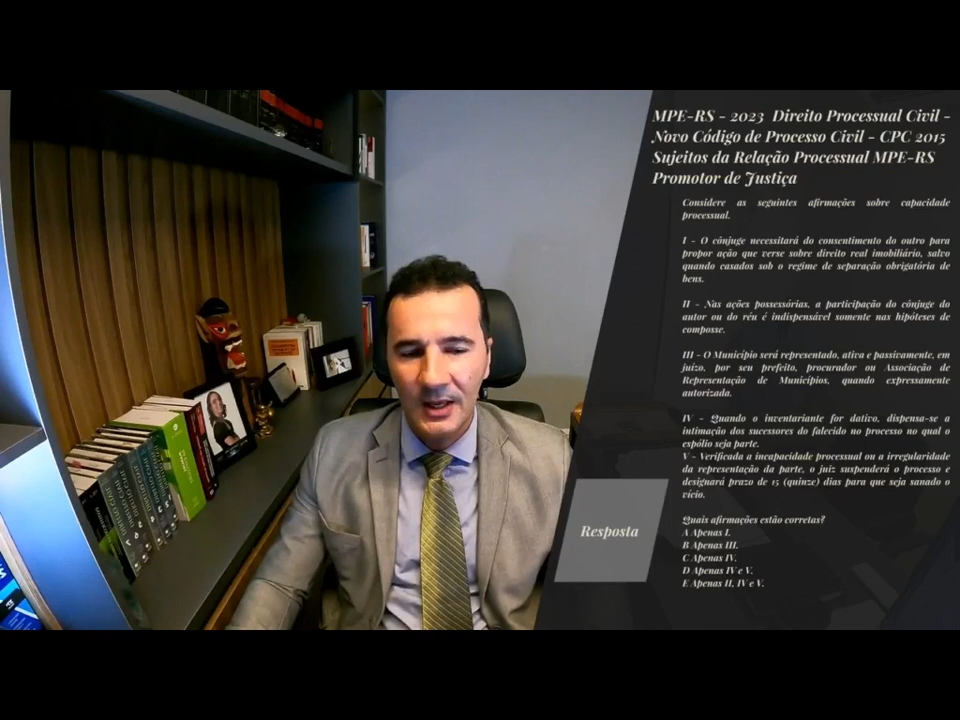 MPE-RS - 2023 Direito Processual Civil -
Novo Código de Processo Civil - CPC 2015
Sujeitos da Relação Processual MPE-RS
Promotor de Justiça
Considere as seguintes afirmações sobre capacidade
processual.
I - O cônjuge necessitará do consentimento do outro para
propor ação que verse sobre direito real imobiliário, salvo
quando casados sob o regime de separação obrigatória de
bens.
II - Nas ações possessórias, a participação do cônjuge do
autor ou do réu é indispensável somente nas hipóteses de
composse.
III - O Município será representado, ativa e passivamente, em
juízo, por seu prefeito, procurador ou Associação de
Representação de Municípios, quando expressamente
autorizada.
IV - Quando o inventariante for dativo, dispensa-se a
intimação dos sucessores do falecido no processo no qual o
espólio seja parte.
V - Verificada a incapacidade processual ou a irregularidade
da representação da parte, o juiz suspenderá o processo e
designará prazo de 15 (quinze) dias para que seja sanado o
vício.
Quais afirmações estão corretas?
A Apenas I.
B Apenas III.
C Apenas IV.
D Apenas IV e V.
E Apenas II, IV e V.
Resposta